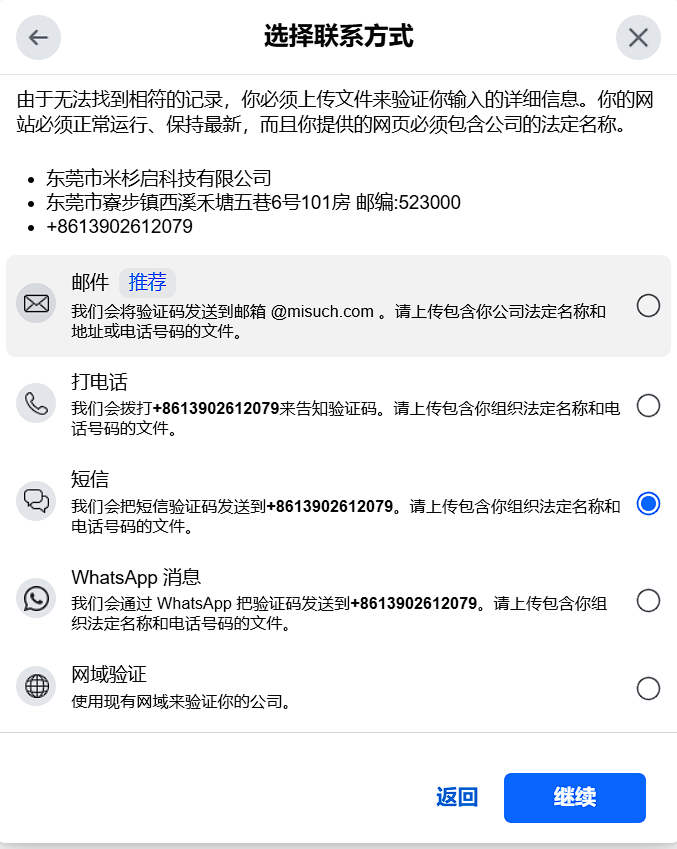 选择联系方式
由于无法找到相符的记录，你必须上传文件来验证你输入的详细信息。你的网
站必须正常运行、保持最新，而且你提供的网页必须包含公司的法定名称。
东莞市米杉启科技有限公司
东莞市寮步镇西溪禾塘五巷6号101房 邮编:523000
+8613902612079
邮件 推荐
我们会将验证码发送到邮箱 @misuch.com 。请上传包含你公司法定名称和
地址或电话号码的文件。
打电话
我们会拨打+8613902612079来告知验证码。请上传包含你组织法定名称和电
话号码的文件。
短信
我们会把短信验证码发送到+8613902612079。请上传包含你组织法定名称和
电话号码的文件。
WhatsApp 消息
我们会通过 WhatsApp 把验证码发送到+8613902612079。请上传包含你组
织法定名称和电话号码的文件。
网域验证
使用现有网域来验证你的公司。
返回 继续